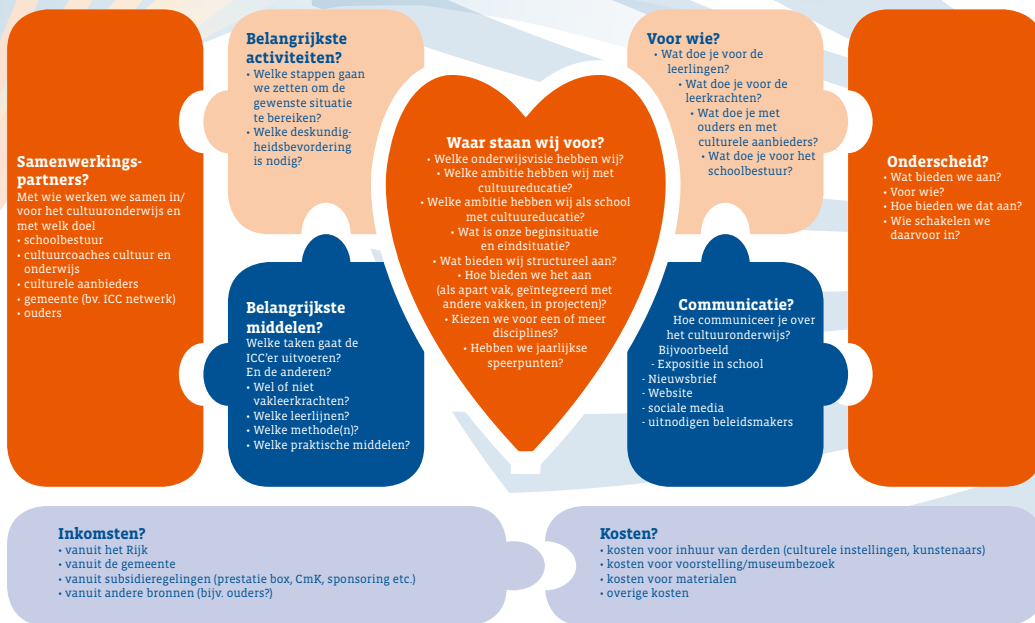 Samenwerkings-
partners?
Met wie werken we samen in/
voor het cultuuronderwijs en
met welk doel
• schoolbestuur
• cultuurcoaches cultuur en
onderwijs
• culturele aanbieders
• gemeente (bv. ICC netwerk)
• ouders
Belangrijkste
activiteiten?
• Welke stappen gaan
we zetten om de
gewenste situatie
te bereiken?
• Welke deskundig-
heidsbevordering
is nodig?
Belangrijkste
middelen?
Welke taken gaat de
ICC'er uitvoeren?
En de anderen?
• Wel of niet
vakleerkrachten?
• Welke leerlijnen?
• Welke methode(n)?
• Welke praktische middelen?
Waar staan wij voor?
• Welke onderwijsvisie hebben wij?
• Welke ambitie hebben wij met
cultuureducatie?
• Welke ambitie hebben wij als school
met cultuureducatie?
• Wat is onze beginsituatie
en eindsituatie?
• Wat bieden wij structureel aan?
• Hoe bieden we het aan
(als apart vak, geïntegreerd met
andere vakken, in projecten)?
• Kiezen we voor een of meer
disciplines?
• Hebben we jaarlijkse
speerpunten?
Voor wie?
• Wat doe je voor de
leerlingen?
• Wat doe je voor de
leerkrachten?
• Wat doe je met
ouders en met
culturele aanbieders?
• Wat doe je voor het
schoolbestuur?
Communicatie?
Hoe communiceer je over
het cultuuronderwijs?
Bijvoorbeeld
- Expositie in school
- Nieuwsbrief
- Website
- sociale media
- uitnodigen beleidsmakers
Onderscheid?
• Wat bieden we aan?
• Voor wie?
• Hoe bieden we dat aan?
• Wie schakelen we
daarvoor in?
Inkomsten?
• vanuit het Rijk
• vanuit de gemeente
• vanuit subsidieregelingen (prestatie box, CmK, sponsoring etc.)
• vanuit andere bronnen (bijv. ouders?)
Kosten?
• kosten voor inhuur van derden (culturele instellingen, kunstenaars)
• kosten voor voorstelling/museumbezoek
• kosten voor materialen
• overige kosten